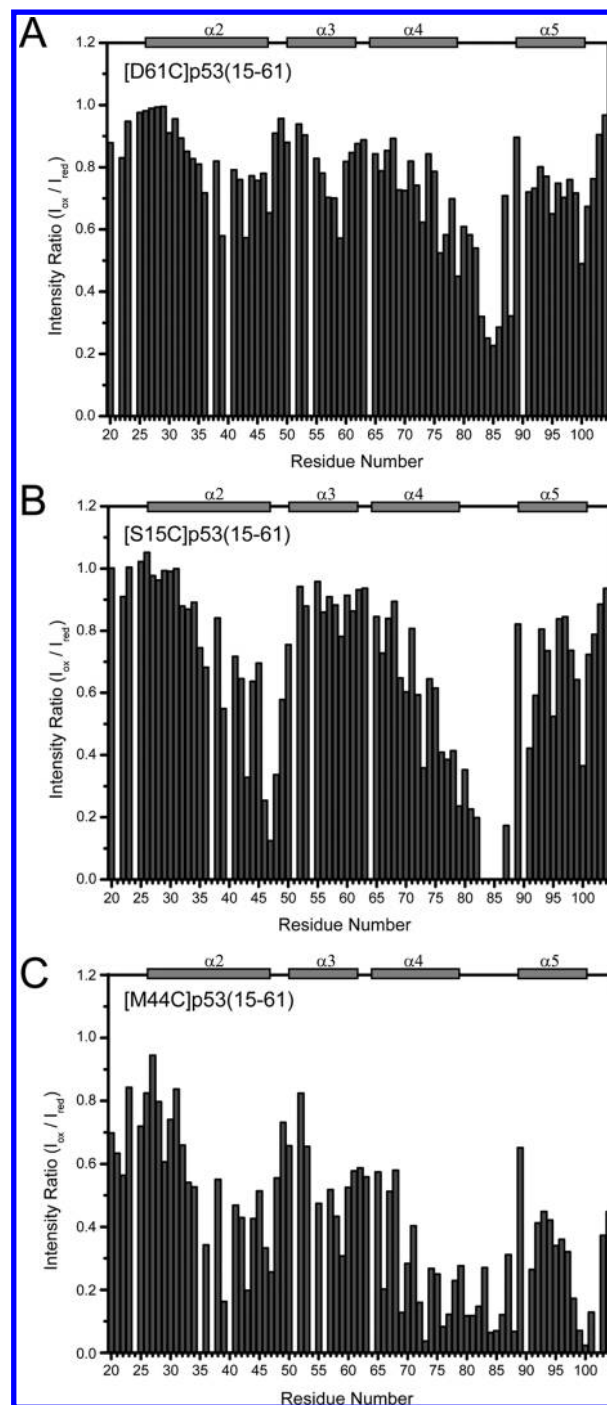 A
α2 α3 α4 α5
[D61C]p53(15-61)
1.2
1.0
0.8
0.6
0.4
0.2
0.0
Intensity Ratio (Iox / Ired)
20 25 30 35 40 45 50 55 60 65 70 75 80 85 90 95 100
Residue Number
B
α2 α3 α4 α5
[S15C]p53(15-61)
1.2
1.0
0.8
0.6
0.4
0.2
0.0
Intensity Ratio (Iox / Ired)
20 25 30 35 40 45 50 55 60 65 70 75 80 85 90 95 100
Residue Number
C
α2 α3 α4 α5
[M44C]p53(15-61)
1.2
1.0
0.8
0.6
0.4
0.2
0.0
Intensity Ratio (Iox / Ired)
20 25 30 35 40 45 50 55 60 65 70 75 80 85 90 95 100
Residue Number